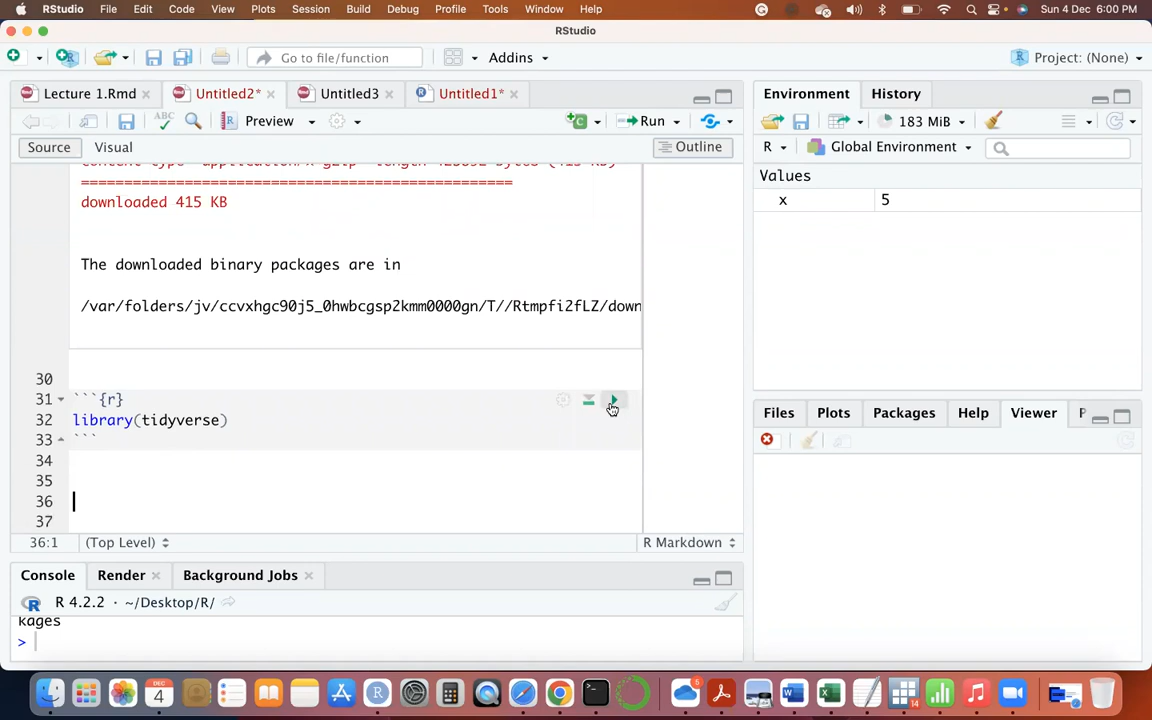 RStudio File Edit Code View Plots Session Build Debug Profile Tools Window Help Sun 4 Dec 6:00 PM
RStudio
Go to file/function Addins Project: (None)
Lecture 1.Rmd Untitled2* Untitled3 Untitled1*
Preview Run
Source Visual Outline
downloaded 415 KB
The downloaded binary packages are in
/var/folders/jv/ccvxhgc90j5_0hwbcgsp2kmm0000gn/T//Rtmpfi2fLZ/down
30
31 ```{r}
32 library(tidyverse)
33 ```
34
35
36
37
36:1 (Top Level) R Markdown
Console Render Background Jobs
R 4.2.2 · ~/Desktop/R/
kages
>
Environment History
183 MiB
R Global Environment
Values
x 5
Files Plots Packages Help Viewer P